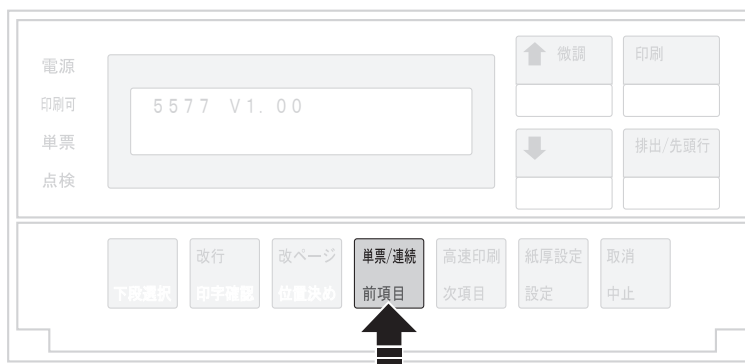 電源
印刷可
単票
点検
5577 V1.00
微調
印刷
排出/先頭行
下段選択
改行
印字確認
改ページ
位置決め
単票/連続
前項目
高速印刷
次項目
紙厚設定
設定
取消
中止